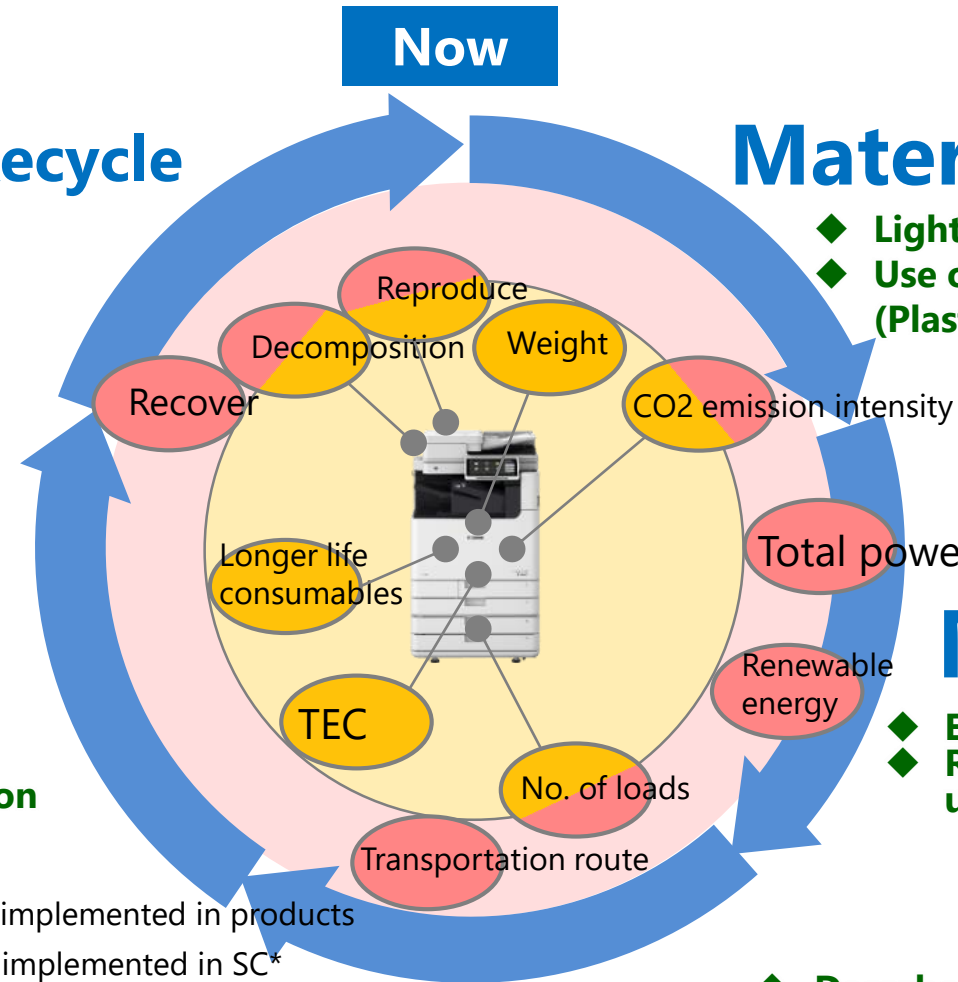 Now
ecycle
Mater
Light
Use o
(Plas
Reproduce
Decomposition
Weight
Recover
CO2 emission intensity
Longer life
consumables
Total powe
Renewable
energy
TEC
No. of loads
on
Transportation route
implemented in products
implemented in SC*